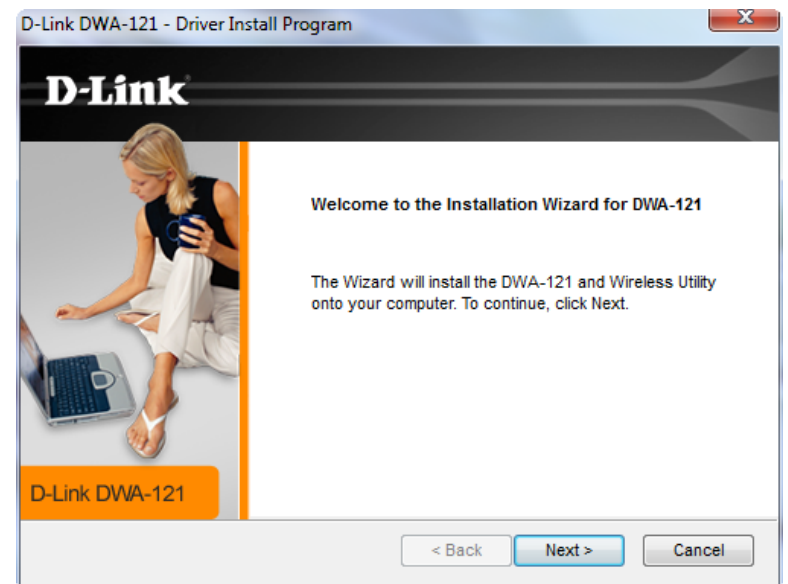 D-Link DWA-121 - Driver Install Program
D-Link
Welcome to the Installation Wizard for DWA-121
The Wizard will install the DWA-121 and Wireless Utility
onto your computer. To continue, click Next.
D-Link DWA-121
< Back
Next >
Cancel